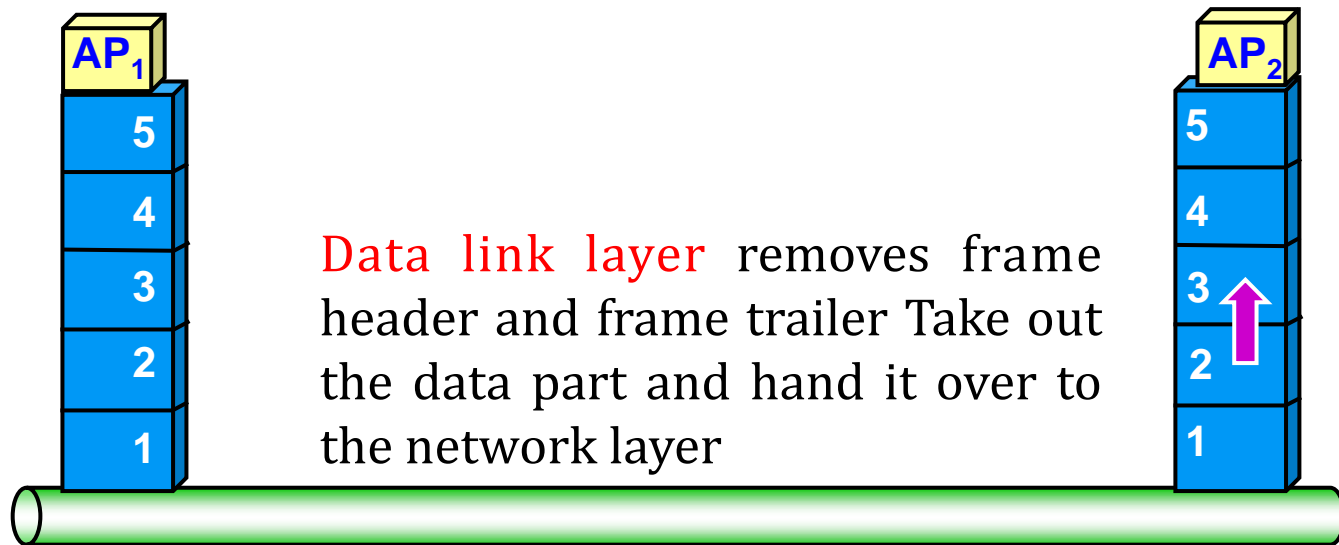 AP1
AP2
5
5
4
4
Data link layer removes frame
3
3
header and frame trailer Take out
2
2
the data part and hand it over to
1
1
the network layer